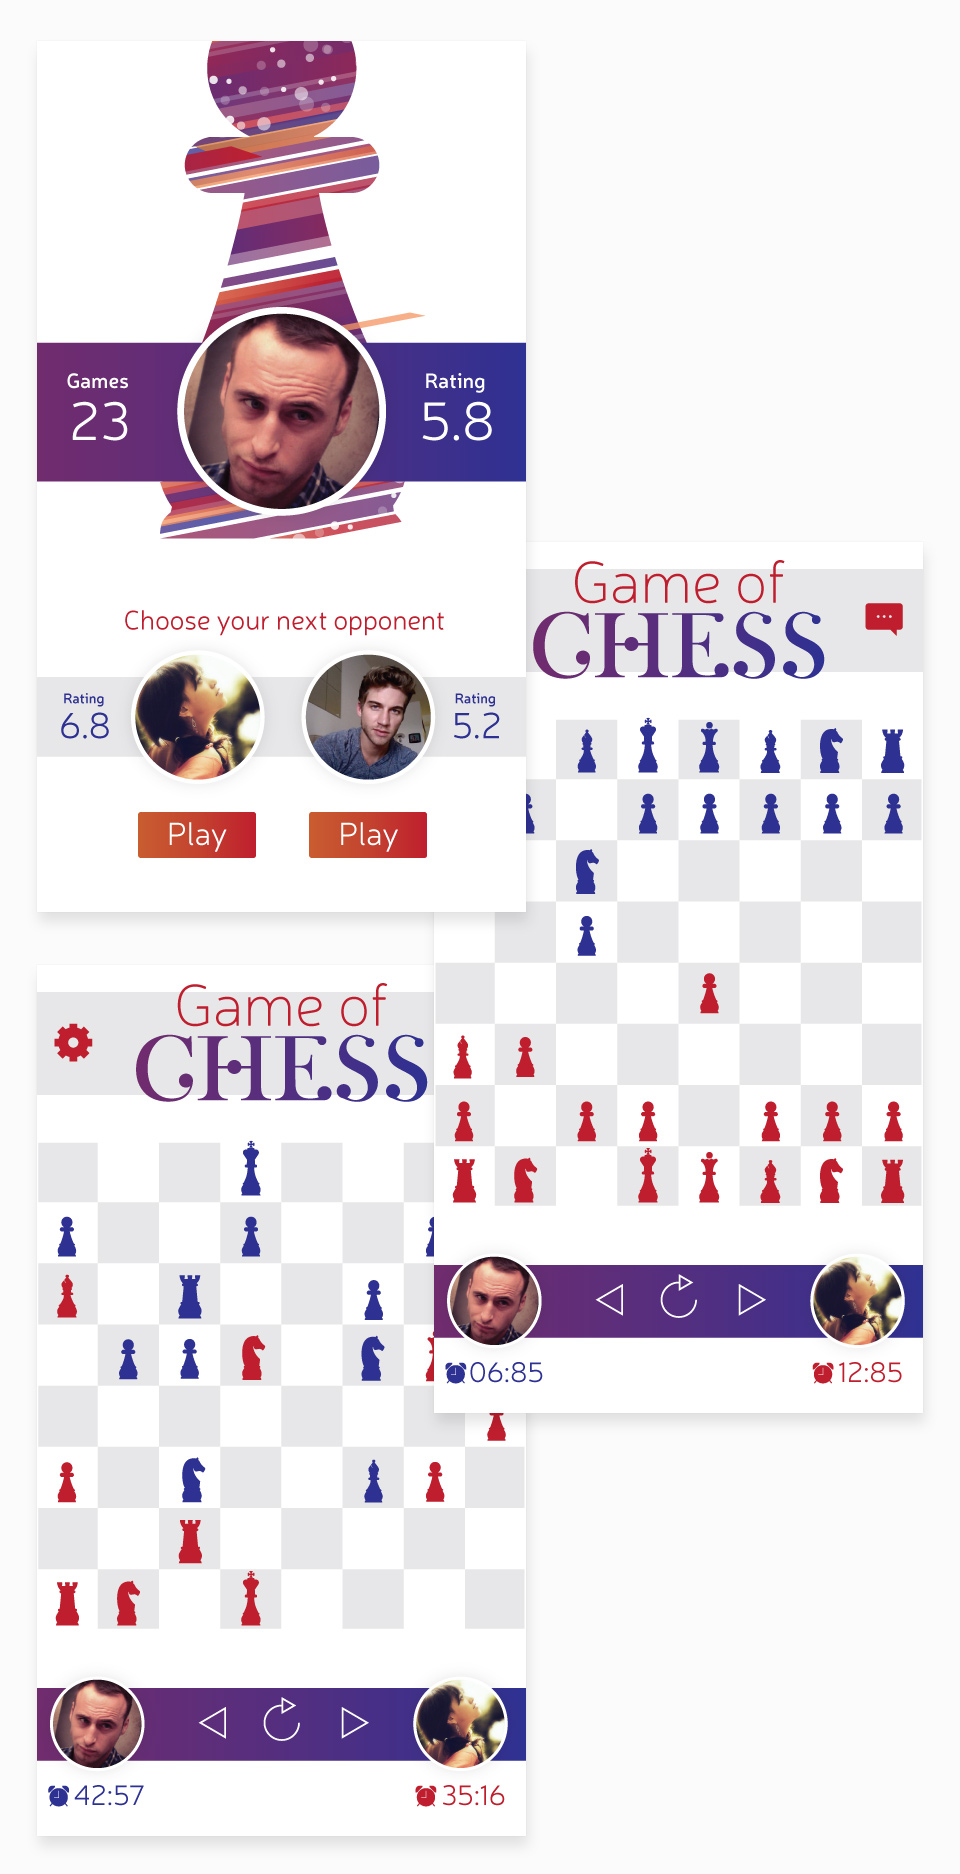 Games
23
Rating
5.8
Choose your next opponent
Rating
6.8
Rating
5.2
Play
Play
Game of
CHESS
06:85
12:85
Game of
CHESS
42:57
35:16